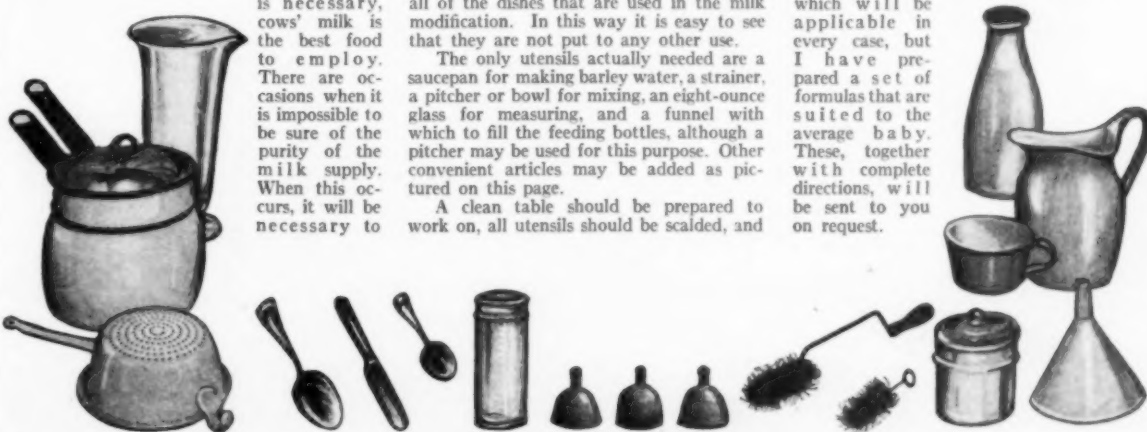 is necessary,
cows' milk is
the best food
to employ.
There are oc-
casions when it
is impossible to
be sure of the
purity of the
milk supply.
When this oc-
curs, it will be
necessary to
all of the dishes that are used in the milk
modification. In this way it is easy to see
that they are not put to any other use.
The only utensils actually needed are a
saucepan for making barley water, a strainer,
a pitcher or bowl for mixing, an eight-ounce
glass for measuring, and a funnel with
which to fill the feeding bottles, although a
pitcher may be used for this purpose. Other
convenient articles may be added as pic-
tured on this page.
A clean table should be prepared to
work on, all utensils should be scalded, and
which will be
applicable in
every case, but
I have pre-
pared a set of
formulas that are
suited to the
average baby.
These, together
with complete
directions, will
be sent to you
on request.